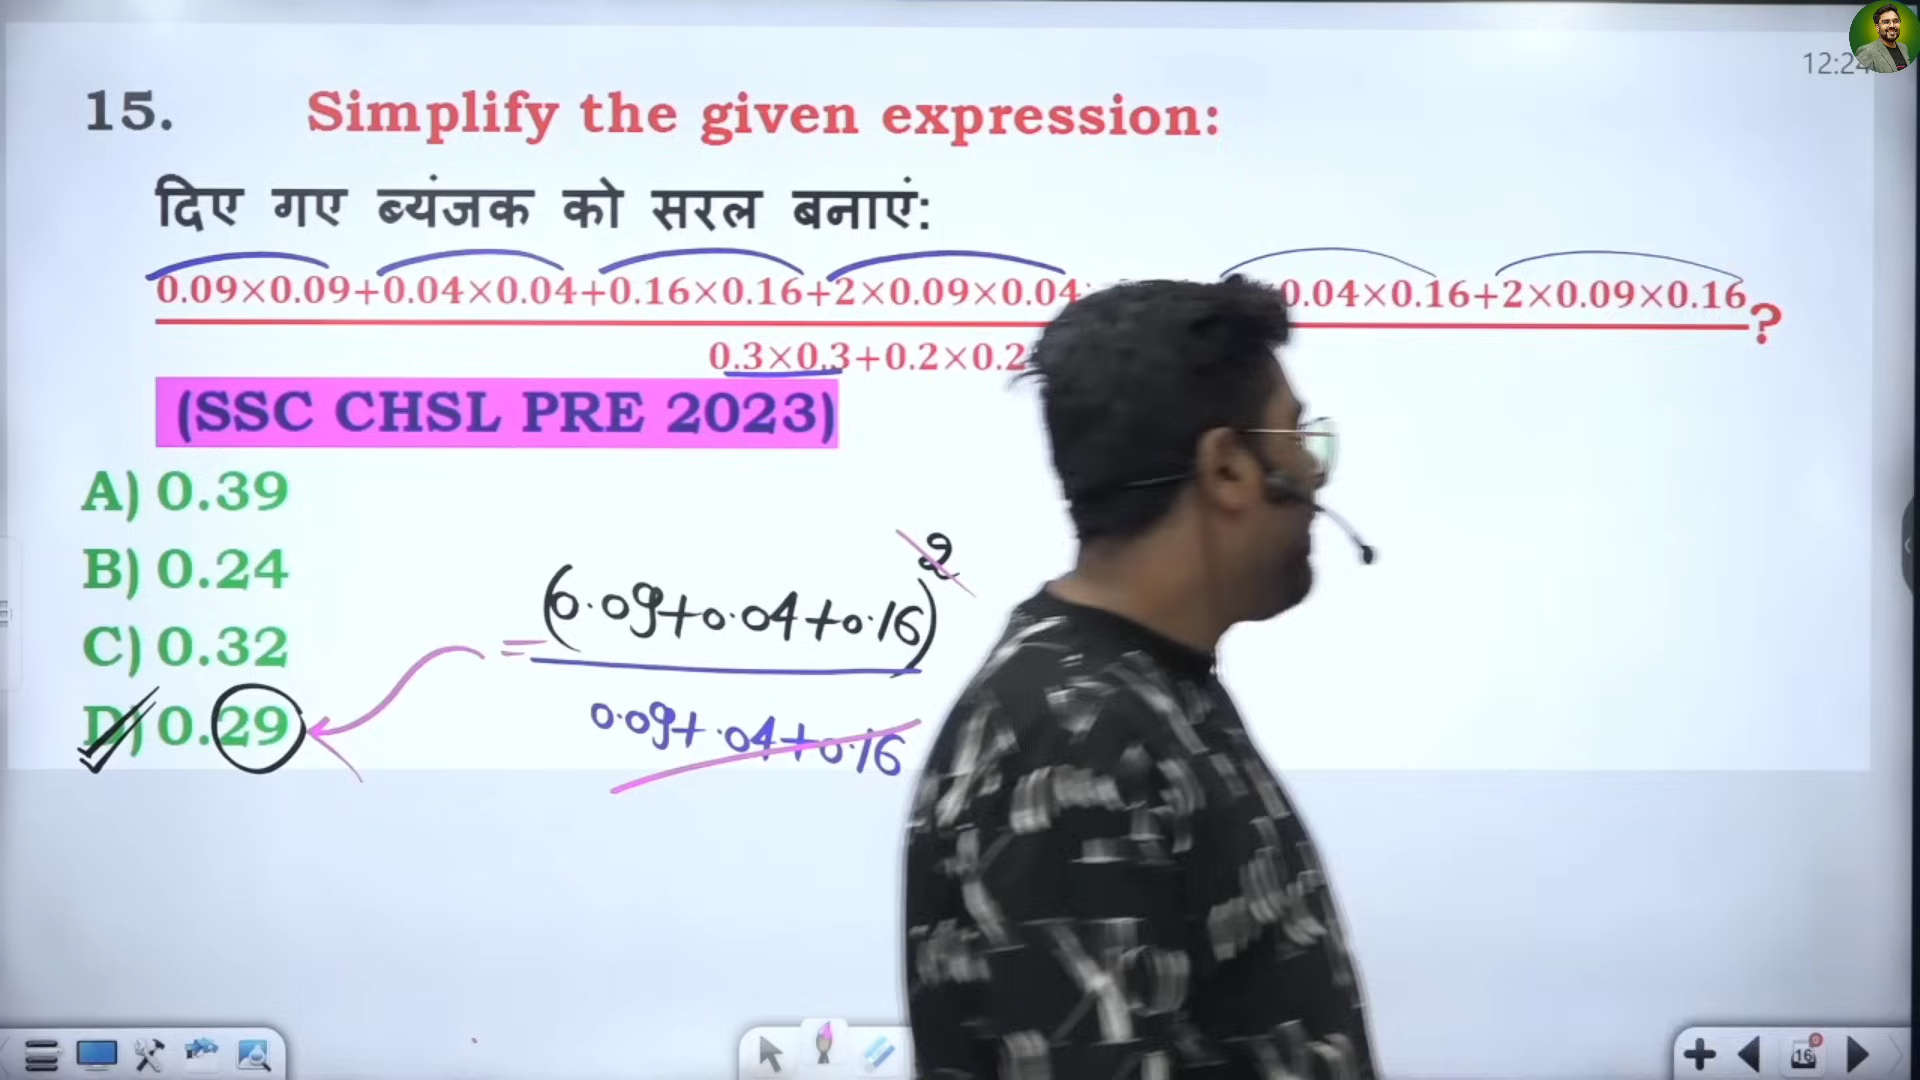 12:24
15. Simplify the given expression:
दिए गए ब्यंजक को सरल बनाएं:
0.09×0.09+0.04×0.04+0.16×0.16+2×0.09×0.04 0.04×0.16+2×0.09×0.16
?
0.3×0.3+0.2×0.2
(SSC CHSL PRE 2023)
A) 0.39
B) 0.24
C) 0.32
D) 0.29
= (0.09+0.04+0.16)2
0.09+.04+0.16
16